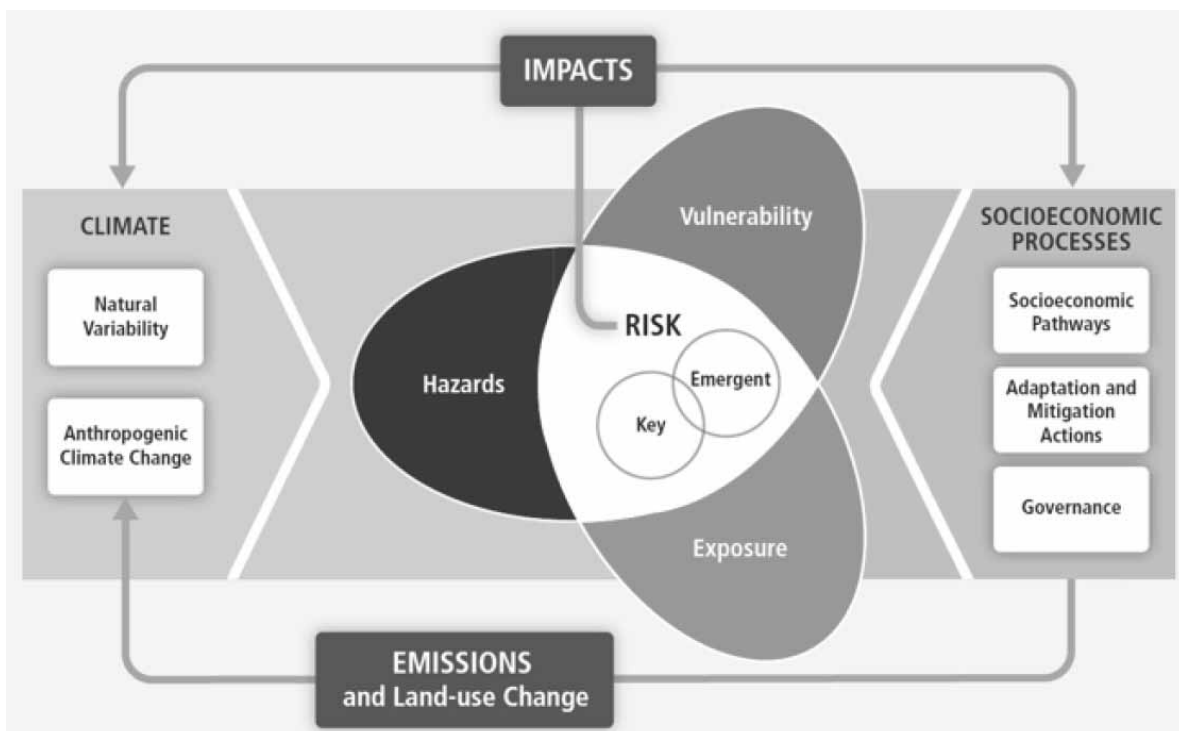 IMPACTS
CLIMATE
Natural
Variability
Anthropogenic
Climate Change
Vulnerability
Hazards
RISK
Emergent
Key
Exposure
SOCIOECONOMIC
PROCESSES
Socioeconomic
Pathways
Adaptation and
Mitigation
Actions
Governance
EMISSIONS
and Land-use Change